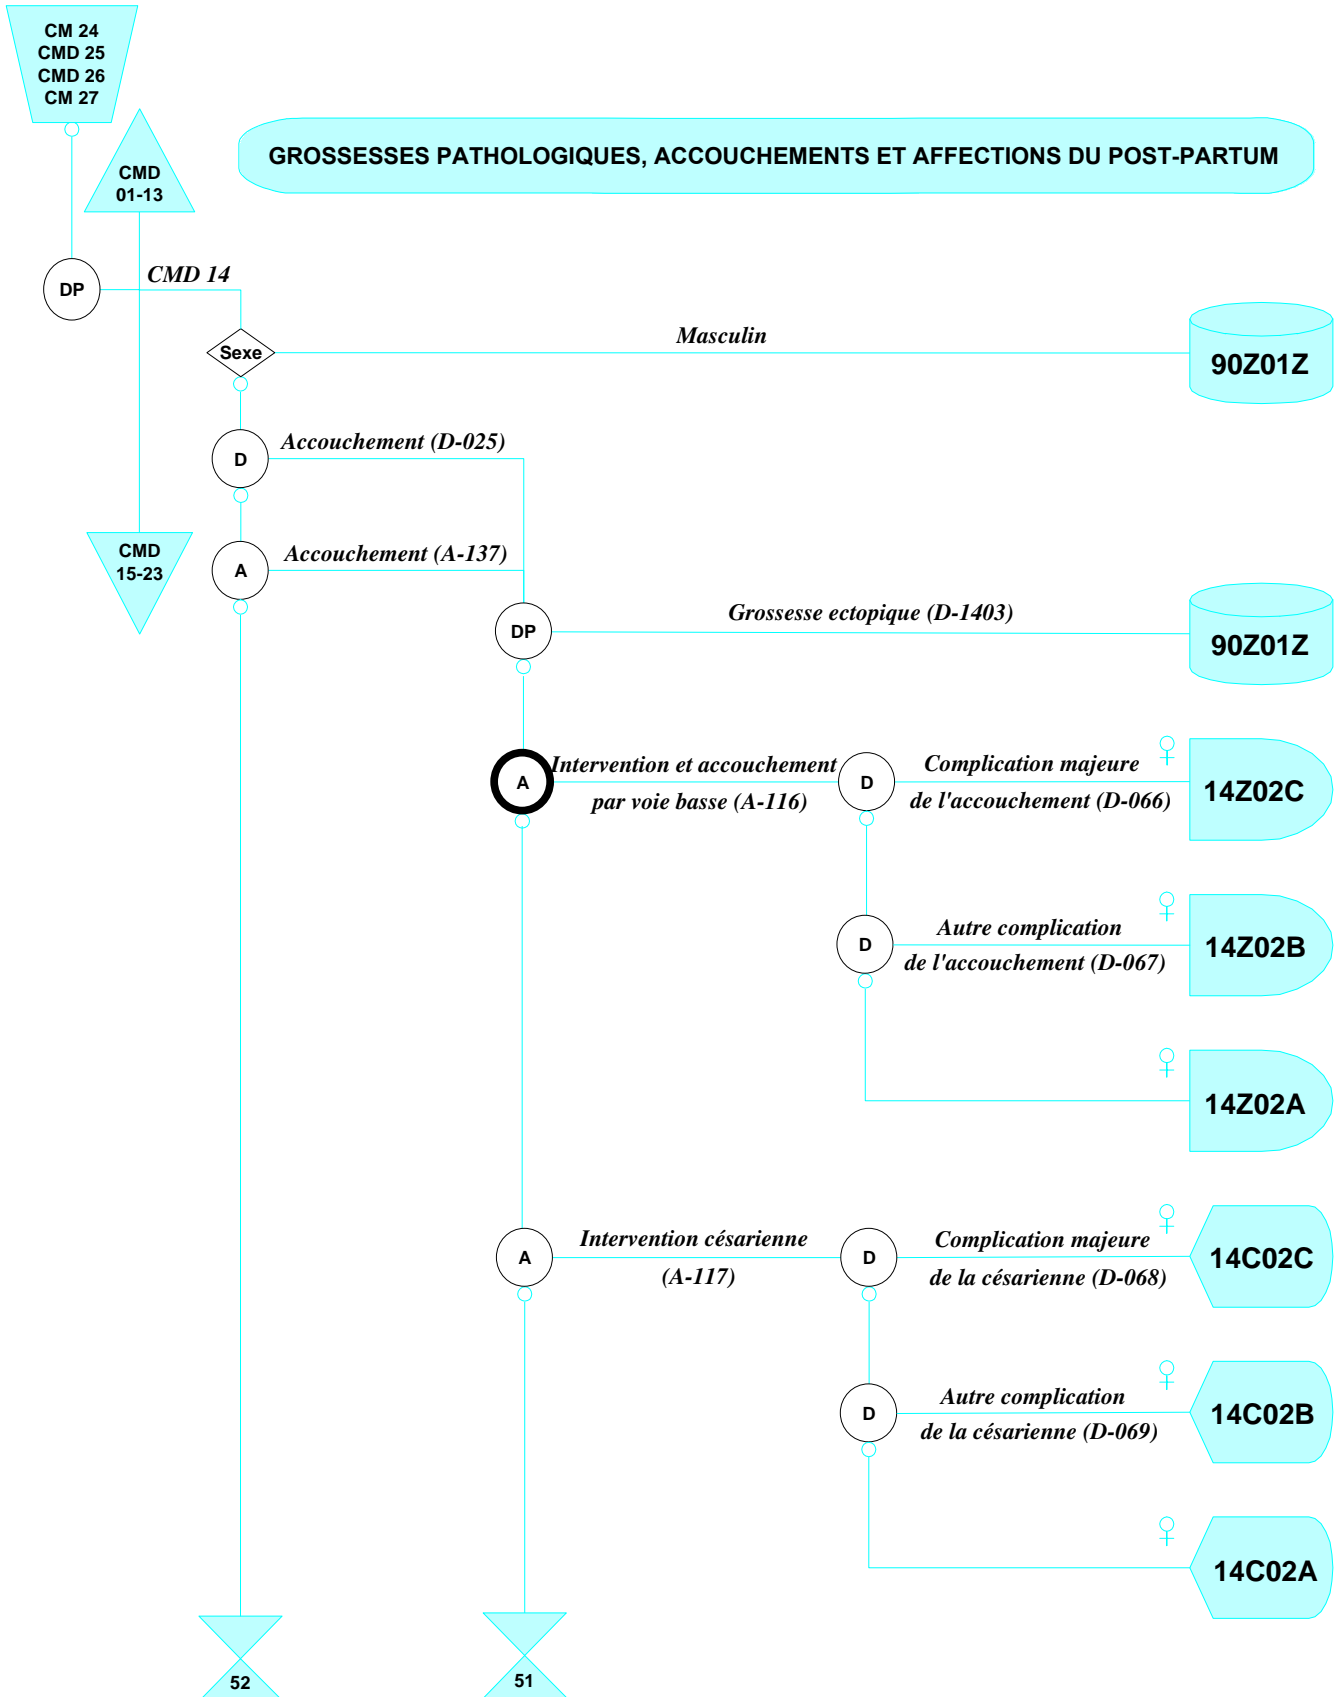 CM 24
CMD 25
CMD 26
CM 27
CMD
01-13
GROSSESSES PATHOLOGIQUES, ACCOUCHEMENTS ET AFFECTIONS DU POST-PARTUM
DP
CMD 14
Sexe
Masculin
90Z01Z
D
Accouchement (D-025)
CMD
15-23
A
Accouchement (A-137)
DP
Grossesse ectopique (D-1403)
90Z01Z
A
Intervention et accouchement
par voie basse (A-116)
D
Complication majeure
de l'accouchement (D-066)
14Z02C
D
Autre complication
de l'accouchement (D-067)
14Z02B
14Z02A
A
Intervention césarienne
(A-117)
D
Complication majeure
de la césarienne (D-068)
14C02C
D
Autre complication
de la césarienne (D-069)
14C02B
14C02A
52
51